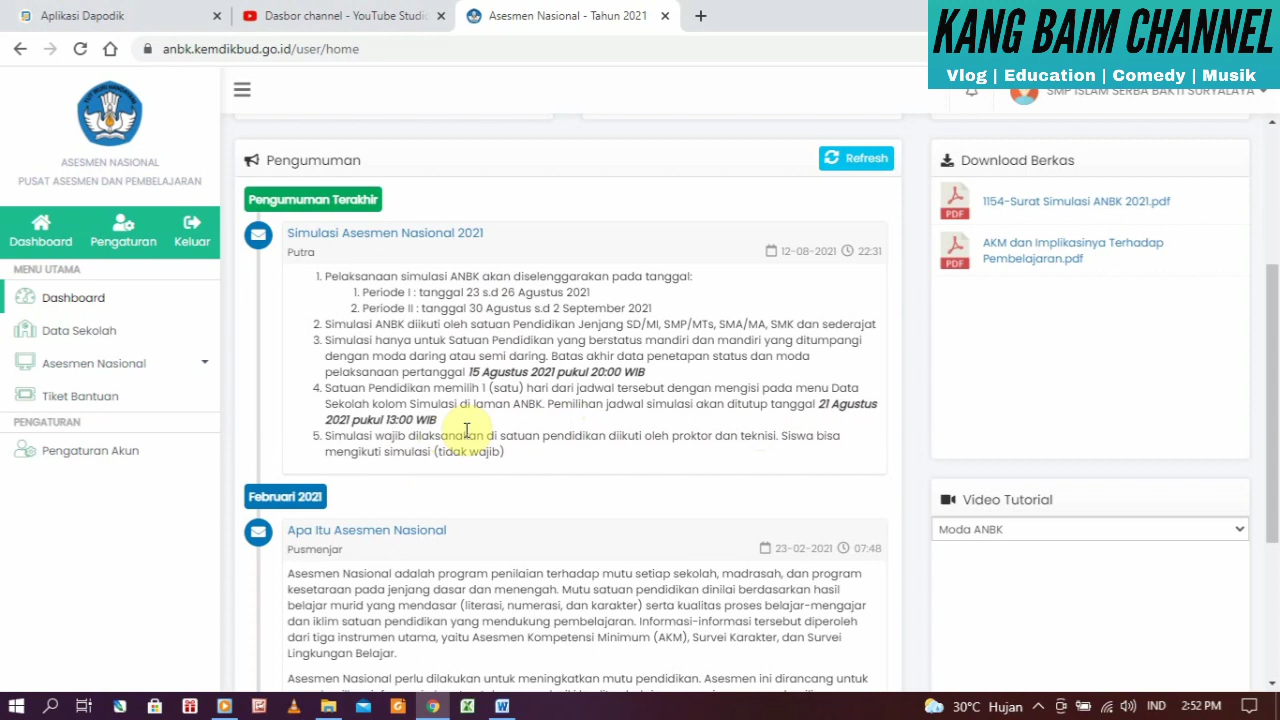 Aplikasi Dapodik
Dasbor channel - YouTube Studio
Asesmen Nasional - Tahun 2021
anbk.kemdikbud.go.id/user/home
KANG BAIM CHANNEL
Vlog | Education | Comedy | Musik
SMP ISLAM SERBA BAKTI SURYALAYA
ASESMEN NASIONAL
PUSAT ASESMEN DAN PEMBELAJARAN
Dashboard
Pengaturan
Keluar
MENU UTAMA
Dashboard
Data Sekolah
Asesmen Nasional
Tiket Bantuan
PENGATURAN
Pengaturan Akun
Pengumuman
Refresh
Pengumuman Terakhir
Simulasi Asesmen Nasional 2021
Putra
12-08-2021 22:31
1. Pelaksanaan simulasi ANBK akan diselenggarakan pada tanggal:
1. Periode I : tanggal 23 s.d 26 Agustus 2021
2. Periode II : tanggal 30 Agustus s.d 2 September 2021
2. Simulasi ANBK diikuti oleh satuan Pendidikan Jenjang SD/MI, SMP/MTs, SMA/MA, SMK dan sederajat
3. Simulasi hanya untuk Satuan Pendidikan yang berstatus mandiri dan mandiri yang ditumpangi
dengan moda daring atau semi daring. Batas akhir data penetapan status dan moda
pelaksanaan pertanggal 15 Agustus 2021 pukul 20:00 WIB
4. Satuan Pendidikan memilih 1 (satu) hari dari jadwal tersebut dengan mengisi pada menu Data
Sekolah kolom Simulasi di laman ANBK. Pemilihan jadwal simulasi akan ditutup tanggal 21 Agustus
2021 pukul 13:00 WIB
5. Simulasi wajib dilaksanakan di satuan pendidikan diikuti oleh proktor dan teknisi. Siswa bisa
mengikuti simulasi (tidak wajib)
Februari 2021
Apa Itu Asesmen Nasional
Pusmenjar
23-02-2021 07:48
Asesmen Nasional adalah program penilaian terhadap mutu setiap sekolah, madrasah, dan program
kesetaraan pada jenjang dasar dan menengah. Mutu satuan pendidikan dinilai berdasarkan hasil
belajar murid yang mendasar (literasi, numerasi, dan karakter) serta kualitas proses belajar-mengajar
dan iklim satuan pendidikan yang mendukung pembelajaran. Informasi-informasi tersebut diperoleh
dari tiga instrumen utama, yaitu Asesmen Kompetensi Minimum (AKM), Survei Karakter, dan Survei
Lingkungan Belajar.
Asesmen Nasional perlu dilakukan untuk meningkatkan mutu pendidikan. Asesmen ini dirancang untuk
Download Berkas
PDF
1154-Surat Simulasi ANBK 2021.pdf
PDF
AKM dan Implikasinya Terhadap
Pembelajaran.pdf
Video Tutorial
Moda ANBK
30°C Hujan
ING
2:52 PM